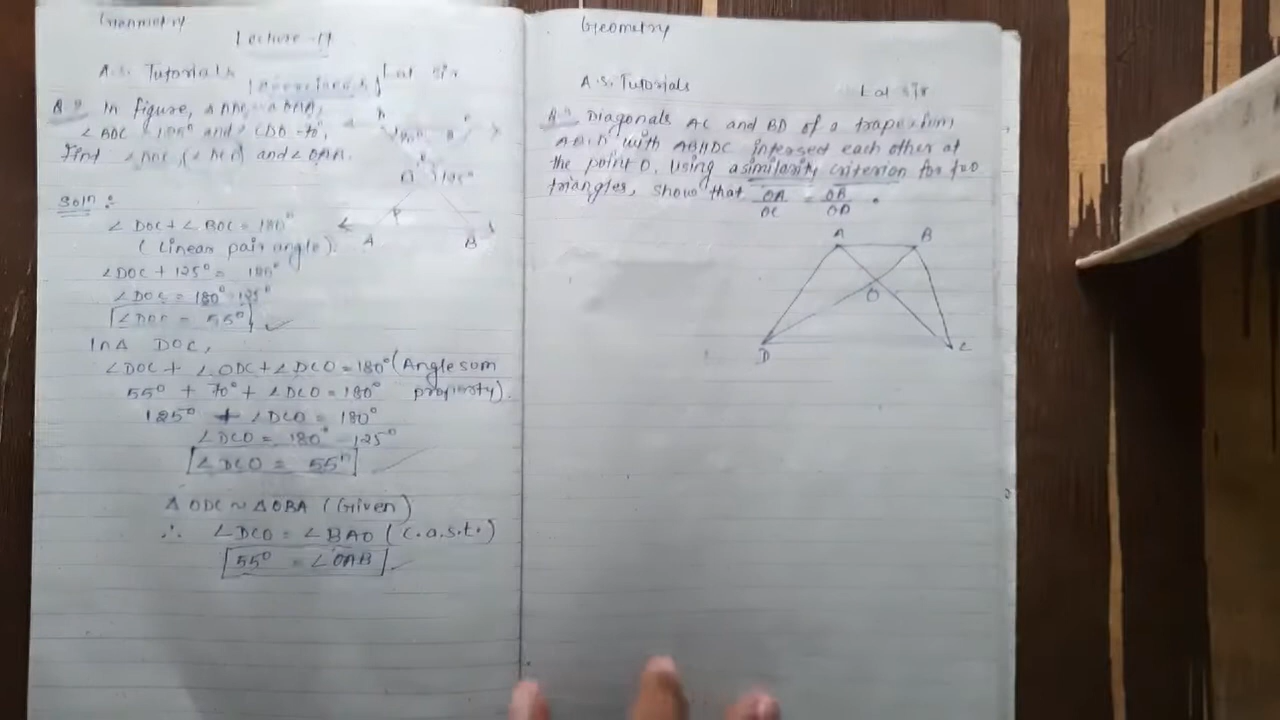 Geometry
Lecture-17
A.S. Tutorials
Lal sir
In figure,
∠BOC = 125° and ∠CDO = 70°,
Find and ∠OAB.
Soln:
∠DOC + ∠BOC = 180°
(Linear pair angle).
∠DOC + 125° = 180°
∠DOC = 180° - 125°
∠DOC = 55°
In Δ DOC,
∠DOC + ∠ODC + ∠DCO = 180° (Angle sum
55° + 70° + ∠DCO = 180° property).
125° + ∠DCO = 180°
∠DCO = 180° - 125°
∠DCO = 55°
Δ ODC ~ Δ OBA (Given)
∴ ∠DCO = ∠BAO (c.a.s.t.)
55° = ∠OAB
125°
A
B
Geometry
A.S. Tutorials
Lal sir
Diagonals AC and BD of a trapezium
ABCD with AB||DC intersect each other at
the point O. Using a similarity criterion for two
triangles, show that OA/OC = OB/OD.
A B
O
D C